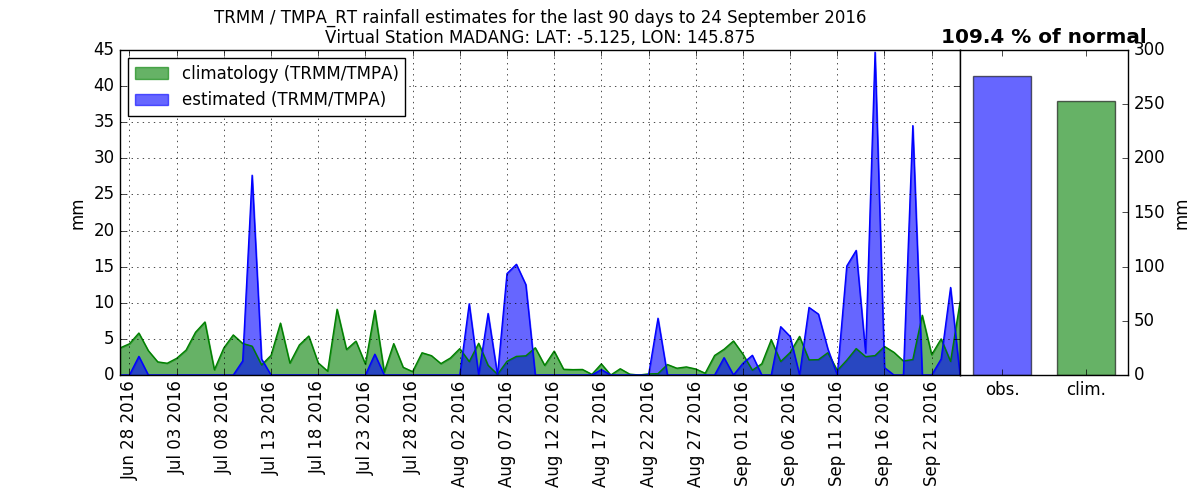 TRMM / TMPA_RT rainfall estimates for the last 90 days to 24 September 2016
Virtual Station MADANG: LAT: -5.125, LON: 145.875
109.4 % of normal
climatology (TRMM/TMPA)
estimated (TRMM/TMPA)
mm
45
40
35
30
25
20
15
10
5
0
Jun 28 2016
Jul 03 2016
Jul 08 2016
Jul 13 2016
Jul 18 2016
Jul 23 2016
Jul 28 2016
Aug 02 2016
Aug 07 2016
Aug 12 2016
Aug 17 2016
Aug 22 2016
Aug 27 2016
Sep 01 2016
Sep 06 2016
Sep 11 2016
Sep 16 2016
Sep 21 2016
obs.
clim.
300
250
200
150
100
50
0
mm